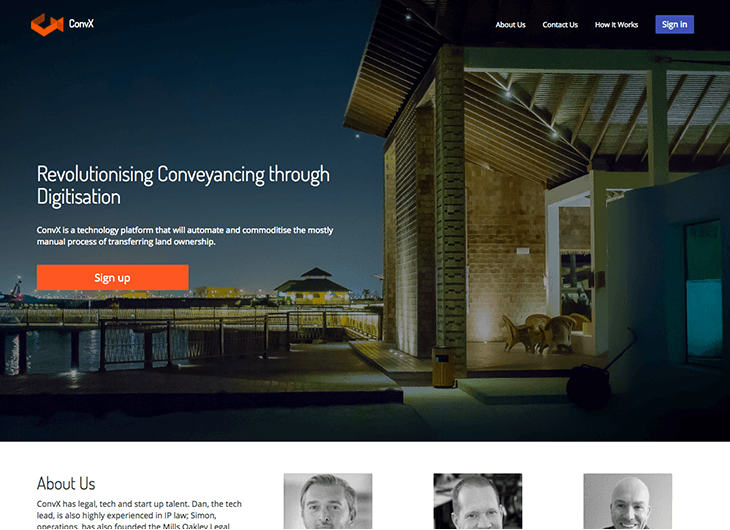 ConvX
About Us
Contact Us
How It Works
Sign in
Revolutionising Conveyancing through
Digitisation
ConvX is a technology platform that will automate and commoditise the mostly
manual process of transferring land ownership.
Sign up
About Us
ConvX has legal, tech and start up talent. Dan, the tech
lead, is also highly experienced in IP law; Simon,
operations, has also founded the Mills Oakley Legal